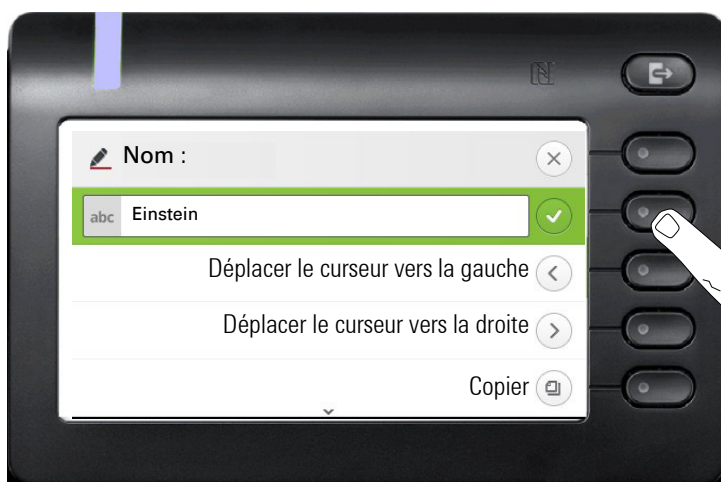 Nom :
abc Einstein
Déplacer le curseur vers la gauche
Déplacer le curseur vers la droite
Copier